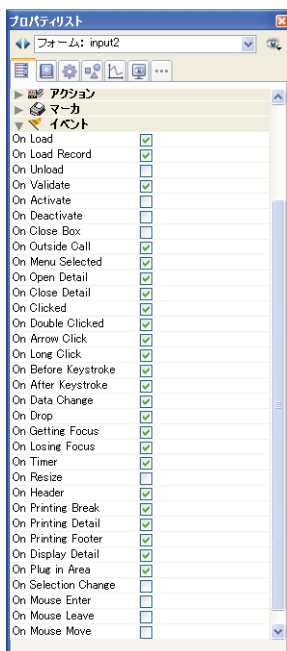 プロパティリスト
フォーム: input2
アクション
マーカ
イベント
On Load
On Load Record
On Unload
On Validate
On Activate
On Deactivate
On Close Box
On Outside Call
On Menu Selected
On Open Detail
On Close Detail
On Clicked
On Double Clicked
On Arrow Click
On Long Click
On Before Keystroke
On After Keystroke
On Data Change
On Drop
On Getting Focus
On Losing Focus
On Timer
On Resize
On Header
On Printing Break
On Printing Detail
On Printing Footer
On Display Detail
On Plug in Area
On Selection Change
On Mouse Enter
On Mouse Leave
On Mouse Move